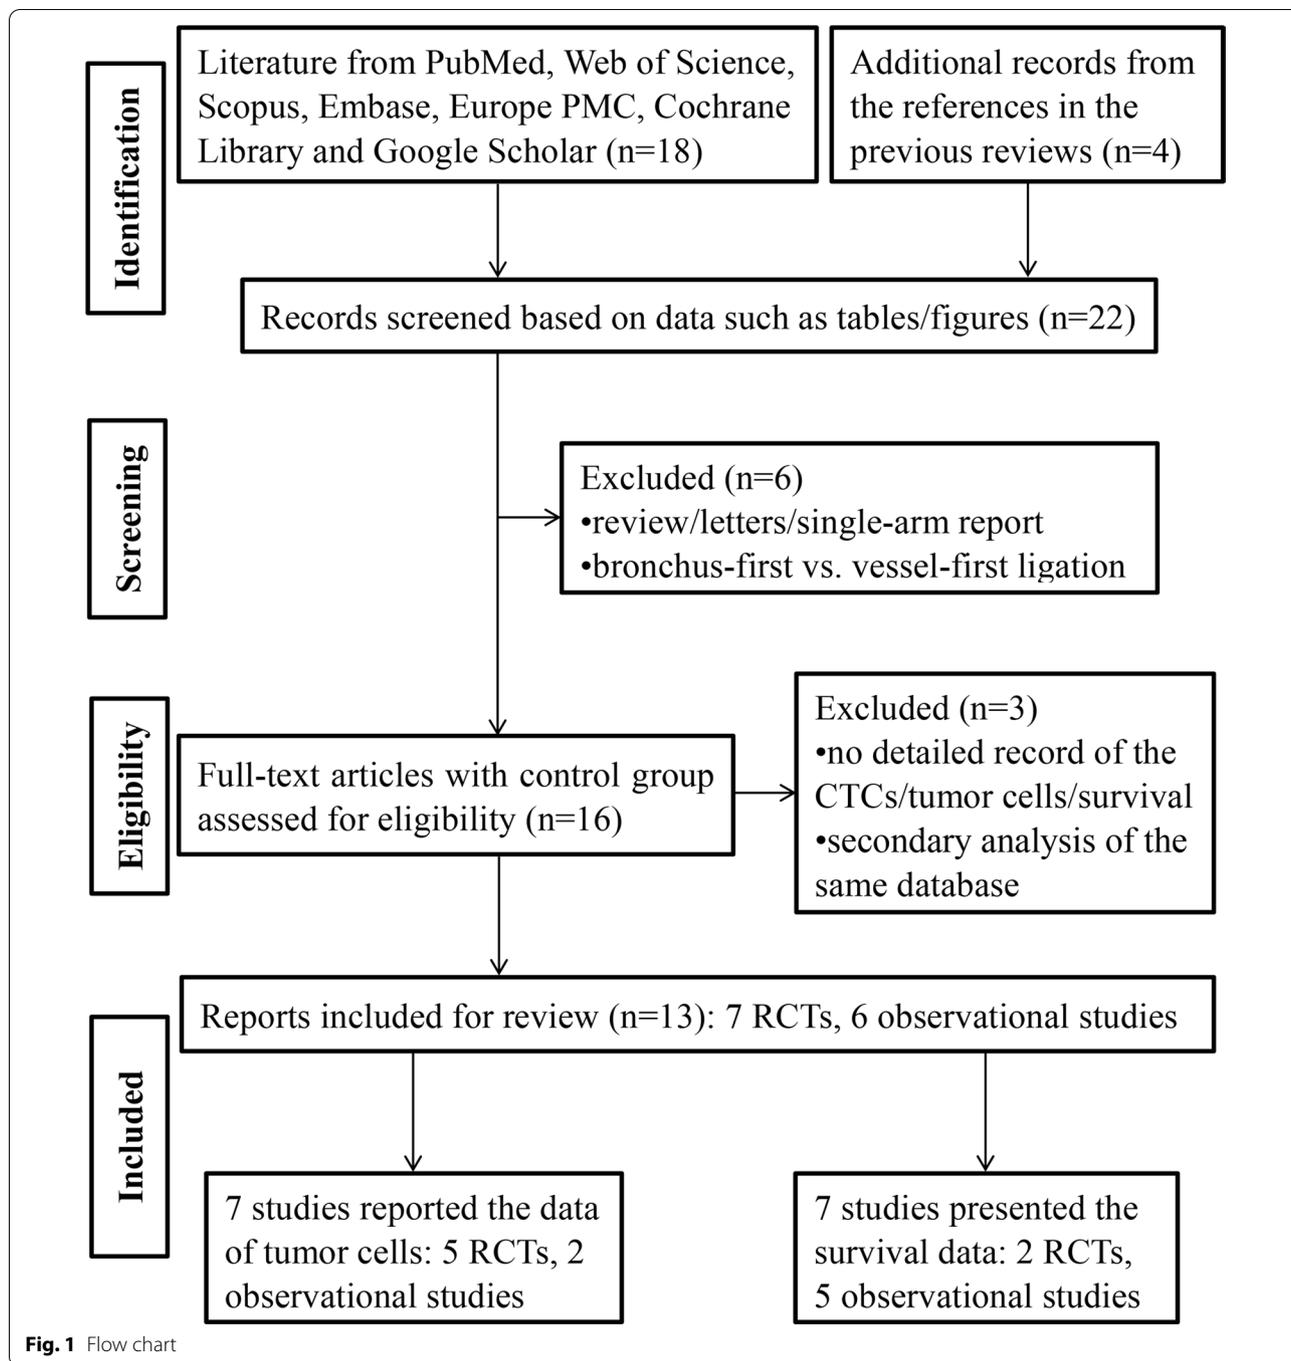 Identification
Literature from PubMed, Web of Science,
Scopus, Embase, Europe PMC, Cochrane
Library and Google Scholar (n=18)
Additional records from
the references in the
previous reviews (n=4)
Records screened based on data such as tables/figures (n=22)
Screening
Excluded (n=6)
•review/letters/single-arm report
•bronchus-first vs. vessel-first ligation
Eligibility
Full-text articles with control group
assessed for eligibility (n=16)
Excluded (n=3)
•no detailed record of the
CTCs/tumor cells/survival
•secondary analysis of the
same database
Included
Reports included for review (n=13): 7 RCTs, 6 observational studies
7 studies reported the data
of tumor cells: 5 RCTs, 2
observational studies
7 studies presented the
survival data: 2 RCTs,
5 observational studies
Fig. 1 Flow chart